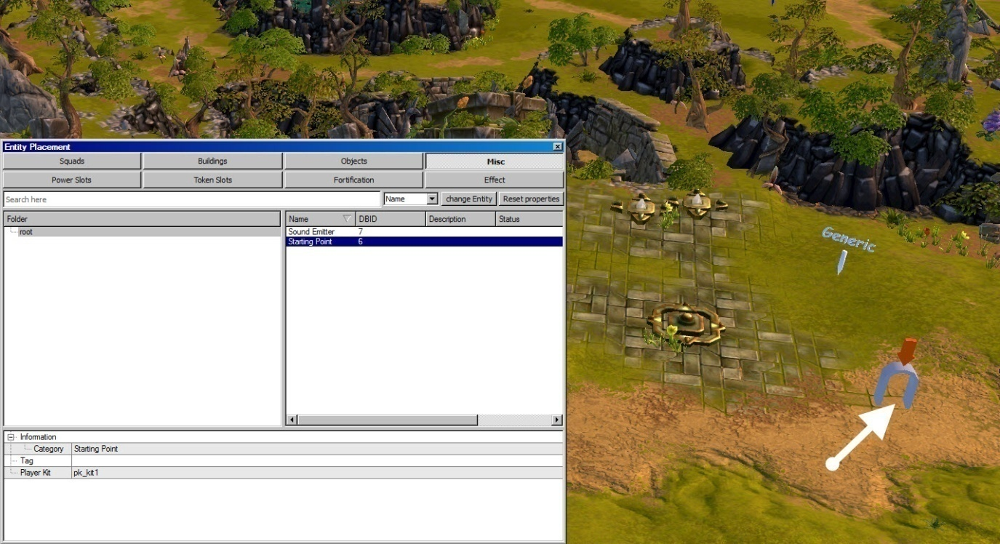 Entity Placement
Squads Buildings Objects Misc
Power Slots Token Slots Fortification Effect
Search here Name change Entity Reset properties
Folder Name DBID Description Status
root Sound Emitter 7
Starting Point 6
Generic
Information
Category Starting Point
Tag
Player Kit pk_kit1